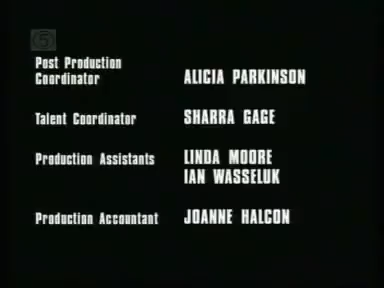 5
Post Production
Coordinator
ALICIA PARKINSON
Talent Coordinator
SHARRA GAGE
Production Assistants
LINDA MOORE
IAN WASSELUK
Production Accountant
JOANNE HALCON